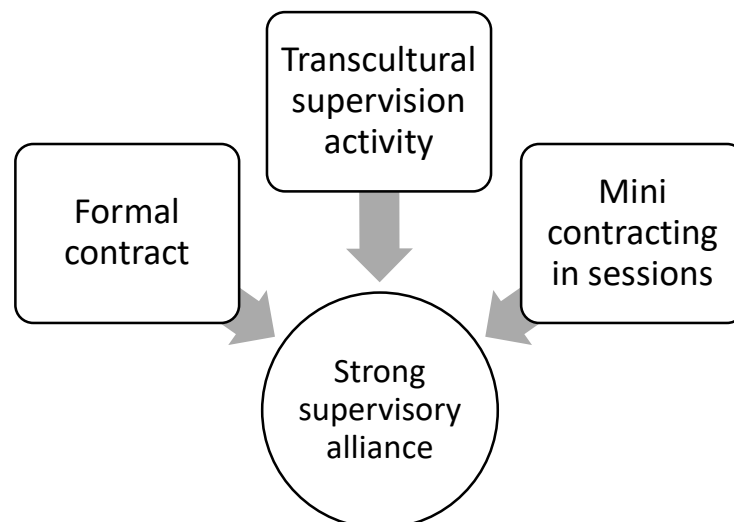 Transcultural
supervision
activity
Formal
contract
Mini
contracting
in sessions
Strong
supervisory
alliance